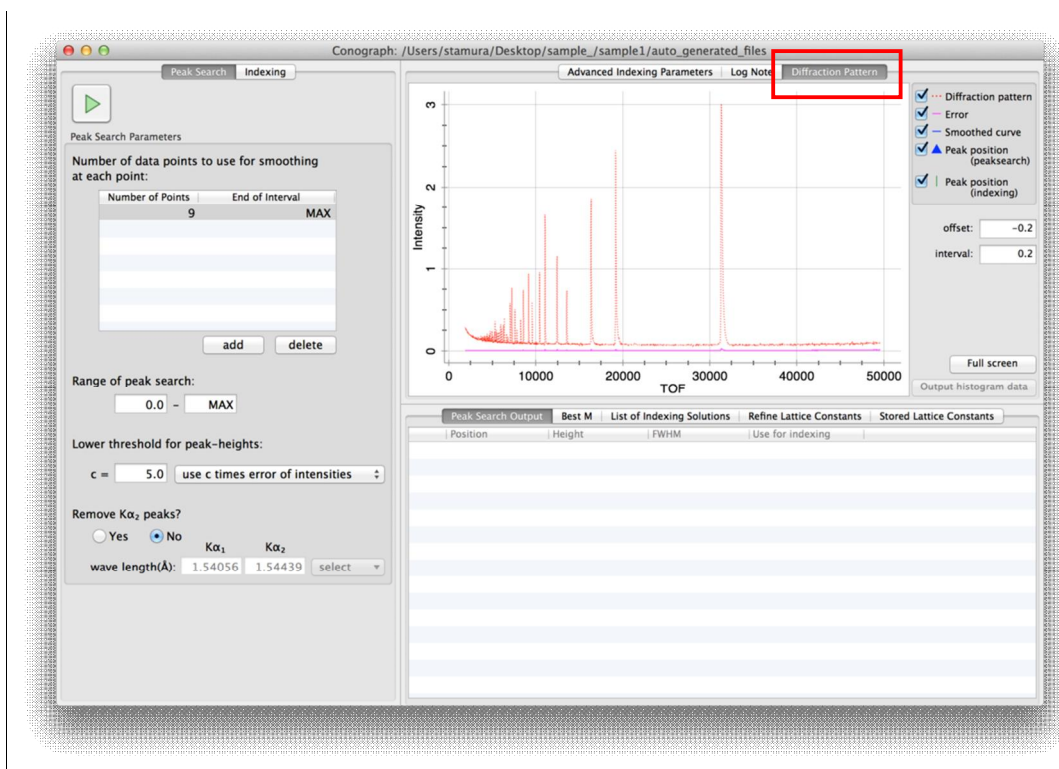 Conograph: /Users/stamura/Desktop/sample_/sample1/auto_generated_files
Peak Search Indexing
Peak Search Parameters
Number of data points to use for smoothing
at each point:
Number of Points End of Interval
9 MAX
add delete
Range of peak search:
0.0 – MAX
Lower threshold for peak-heights:
c = 5.0 use c times error of intensities
Remove Kα₂ peaks?
Yes No
Kα₁ Kα₂
wave length(Å): 1.54056 1.54439 select
Advanced Indexing Parameters Log Note Diffraction Pattern
Intensity
3
2
1
0
0 10000 20000 30000 40000 50000
TOF
Diffraction pattern
Error
Smoothed curve
Peak position
(peaksearch)
Peak position
(indexing)
offset: -0.2
interval: 0.2
Full screen
Output histogram data
Peak Search Output Best M List of Indexing Solutions Refine Lattice Constants Stored Lattice Constants
Position Height FWHM Use for indexing